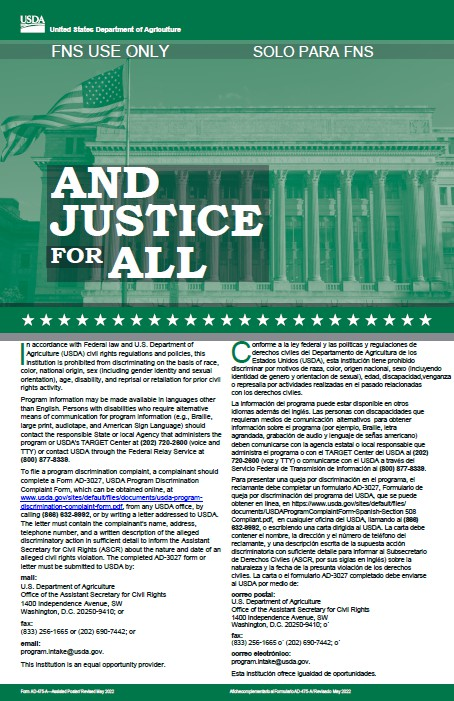 USDA
United States Department of Agriculture
FNS USE ONLY
SOLO PARA FNS
AND
JUSTICE
FOR ALL
In accordance with Federal law and U.S. Department of
Agriculture (USDA) civil rights regulations and policies, this
institution is prohibited from discriminating on the basis of race,
color, national origin, sex (including gender identity and sexual
orientation), age, disability, and reprisal or retaliation for prior civil
rights activity.
Program information may be made available in languages other
than English. Persons with disabilities who require alternative
means of communication for program information (e.g., Braille,
large print, audiotape, and American Sign Language) should
contact the responsible State or local Agency that administers the
program or USDA's TARGET Center at (202) 720-2600 (voice and
TTY) or contact USDA through the Federal Relay Service at
(800) 877-8339.
To file a program discrimination complaint, a complainant should
complete a Form AD-3027, USDA Program Discrimination
Complaint Form, which can be obtained online, at
www.usda.gov/sites/default/files/documents/usda-program-
discrimination-complaint-form.pdf, from any USDA office, by
calling (866) 632-9992, or by writing a letter addressed to USDA.
The letter must contain the complainant's name, address,
telephone number, and a written description of the alleged
discriminatory action in sufficient detail to inform the Assistant
Secretary for Civil Rights (ASCR) about the nature and date of an
alleged civil rights violation. The completed AD-3027 form or
letter must be submitted to USDA by:
mail:
U.S. Department of Agriculture
Office of the Assistant Secretary for Civil Rights
1400 Independence Avenue, SW
Washington, D.C. 20250-9410; or
fax:
(833) 256-1665 or (202) 690-7442; or
email:
program.intake@usda.gov.
This institution is an equal opportunity provider.
Conforme a la ley federal y las políticas y regulaciones de
derechos civiles del Departamento de Agricultura de los
Estados Unidos (USDA), esta institución tiene prohibido
discriminar por motivos de raza, color, origen nacional, sexo (incluyendo
identidad de genero y orientacion de sexual), edad, discapacidad,venganza
o represalia por actividades realizadas en el pasado relacionadas
con los derechos civiles.
La información del programa puede estar disponible en otros
idiomas además del inglés. Las personas con discapacidades que
requieran medios de comunicación alternativos para obtener
información sobre el programa (por ejemplo, Braille, letra
agrandada, grabación de audio y lenguaje de señas americano)
deben comunicarse con la agencia estatal o local responsable que
administra el programa o con el TARGET Center del USDA al (202)
720-2600 (voz y TTY) o comunicarse con el USDA a través del
Servicio Federal de Transmisión de Información al (800) 877-8339.
Para presentar una queja por discriminación en el programa, el
reclamante debe completar un formulario AD-3027, Formulario de
queja por discriminación del programa del USDA, que se puede
obtener en línea, en https://www.usda.gov/sites/default/files/
documents/USDAProgramComplaintForm-Spanish-Section 508
Compliant.pdf, en cualquier oficina del USDA, llamando al (866)
632-9992, o escribiendo una carta dirigida al USDA. La carta debe
contener el nombre, la dirección y el número de teléfono del
reclamante, y una descripción escrita de la supuesta acción
discriminatoria con suficiente detalle para informar al Subsecretario
de Derechos Civiles (ASCR, por sus siglas en inglés) sobre la
naturaleza y la fecha de la presunta violación de los derechos
civiles. La carta o el formulario AD-3027 completado debe enviarse
al USDA por medio de:
correo postal:
U.S. Department of Agriculture
Office of the Assistant Secretary for Civil Rights
1400 Independence Avenue, SW
Washington, D.C. 20250-9410; o'
fax:
(833) 256-1665 o' (202) 690-7442; o'
correo electrónico:
program.intake@usda.gov.
Esta institución ofrece igualdad de oportunidades.
Form AD-475-A—Assisted Poster/ Revised May 2022
Afiche complementario al Formulario AD-475-A/ Revisado May 2022